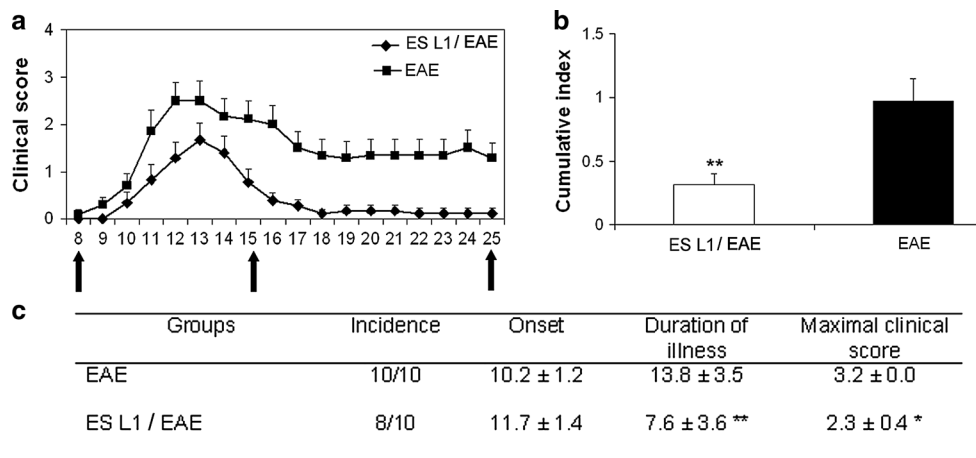 a
4
3
2
1
0
Clinical score
ES L1/ EAE
EAE
8 9 10 11 12 13 14 15 16 17 18 19 20 21 22 23 24 25
b
1.5
1
0.5
0
Cumulative index
**
ES L1/ EAE EAE
c
Groups Incidence Onset Duration of illness Maximal clinical score
EAE 10/10 10.2 ± 1.2 13.8 ± 3.5 3.2 ± 0.0
ES L1 / EAE 8/10 11.7 ± 1.4 7.6 ± 3.6 ** 2.3 ± 0.4 *